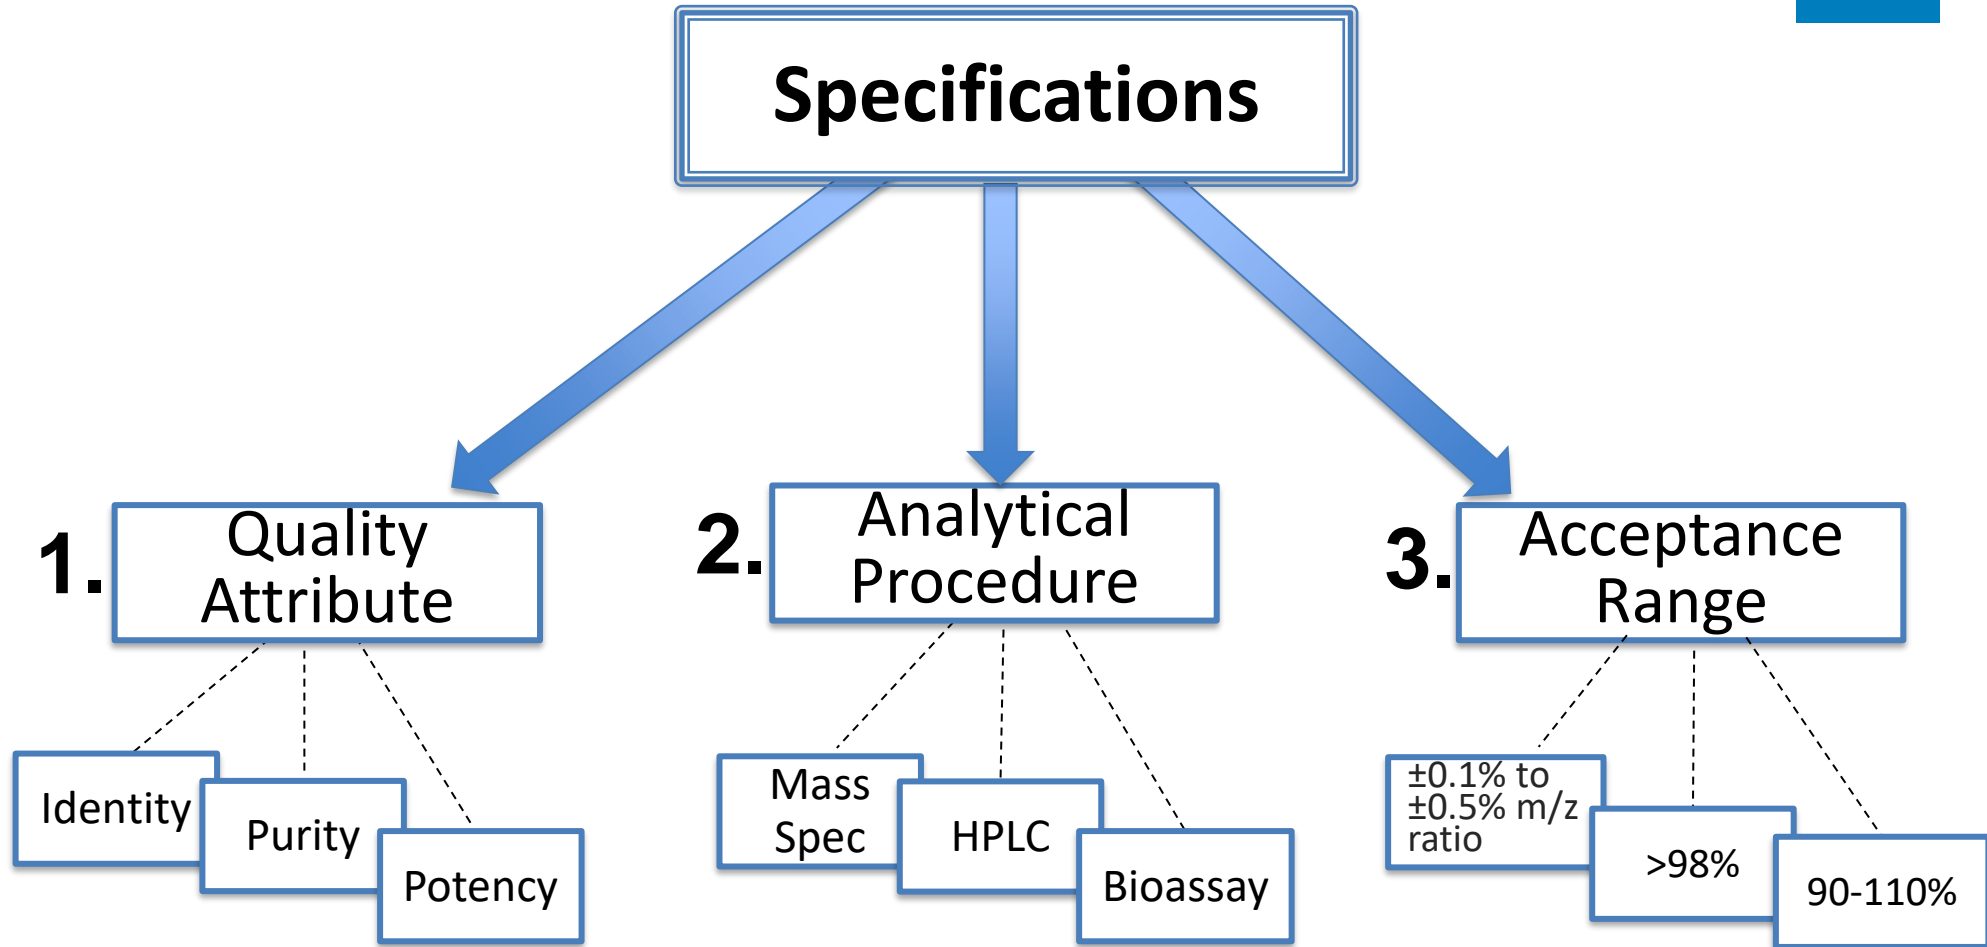 Specifications
1.
Quality
Attribute
2.
Analytical
Procedure
3.
Acceptance
Range
Identity
Purity
Potency
Mass
Spec
HPLC
Bioassay
±0.1% to
±0.5% m/z
ratio
>98%
90-110%